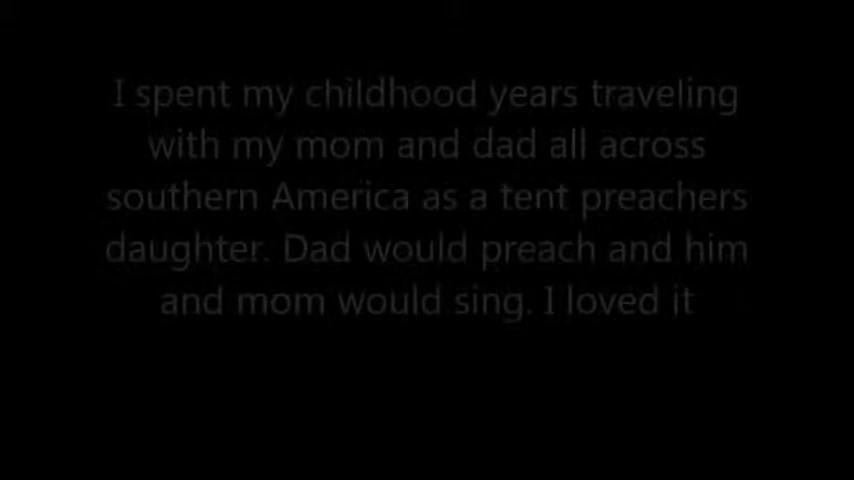 I spent my childhood years traveling
with my mom and dad all across
southern America as a tent preachers
daughter. Dad would preach and him
and mom would sing. I loved it